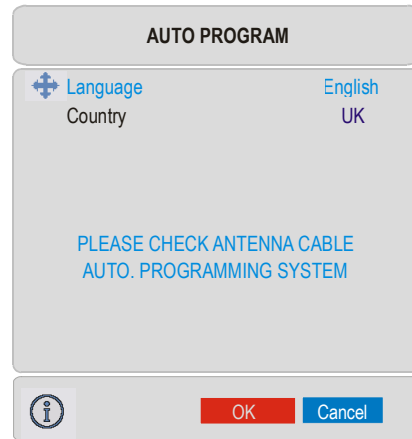 AUTO PROGRAM
Language English
Country UK
PLEASE CHECK ANTENNA CABLE
AUTO. PROGRAMMING SYSTEM
i OK Cancel